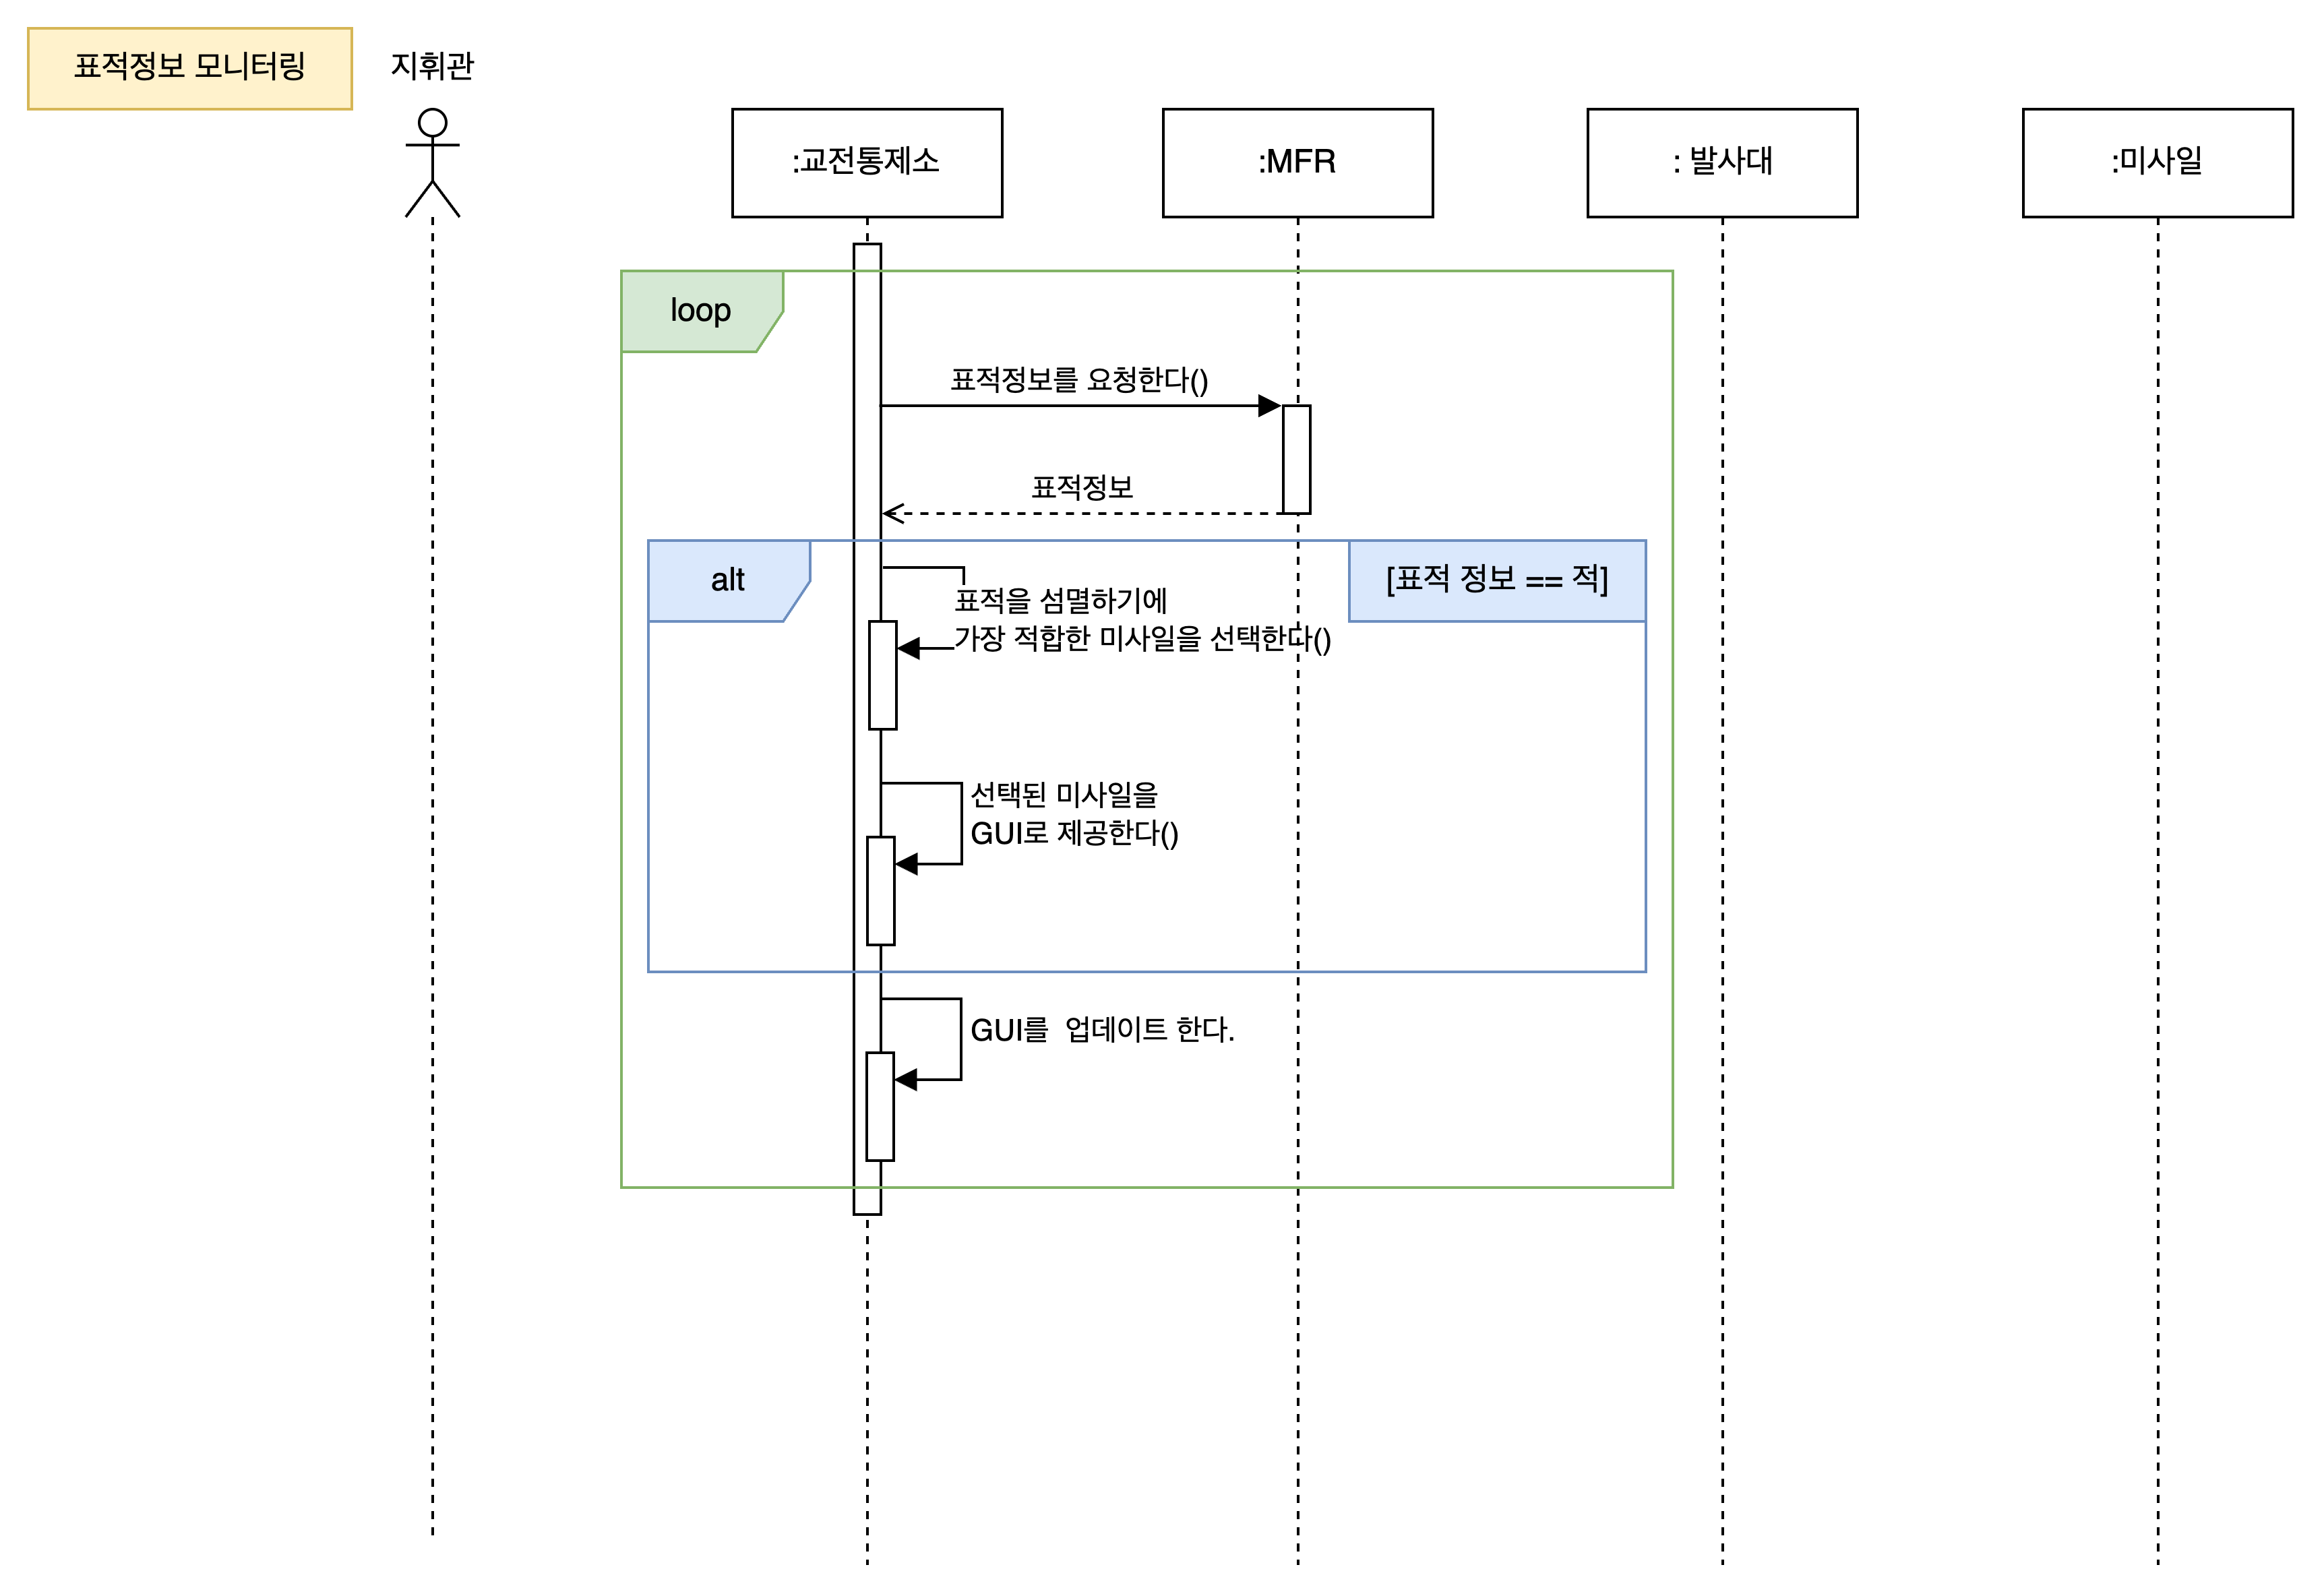 표적정보 모니터링
지휘관
:교전통제소
:MFR
: 발사대
:미사일
loop
표적정보를 요청한다()
표적정보
alt
[표적 정보 == 적]
표적을 섬멸하기에
가장 적합한 미사일을 선택한다()
선택된 미사일을
GUI로 제공한다()
GUI를  업데이트 한다.